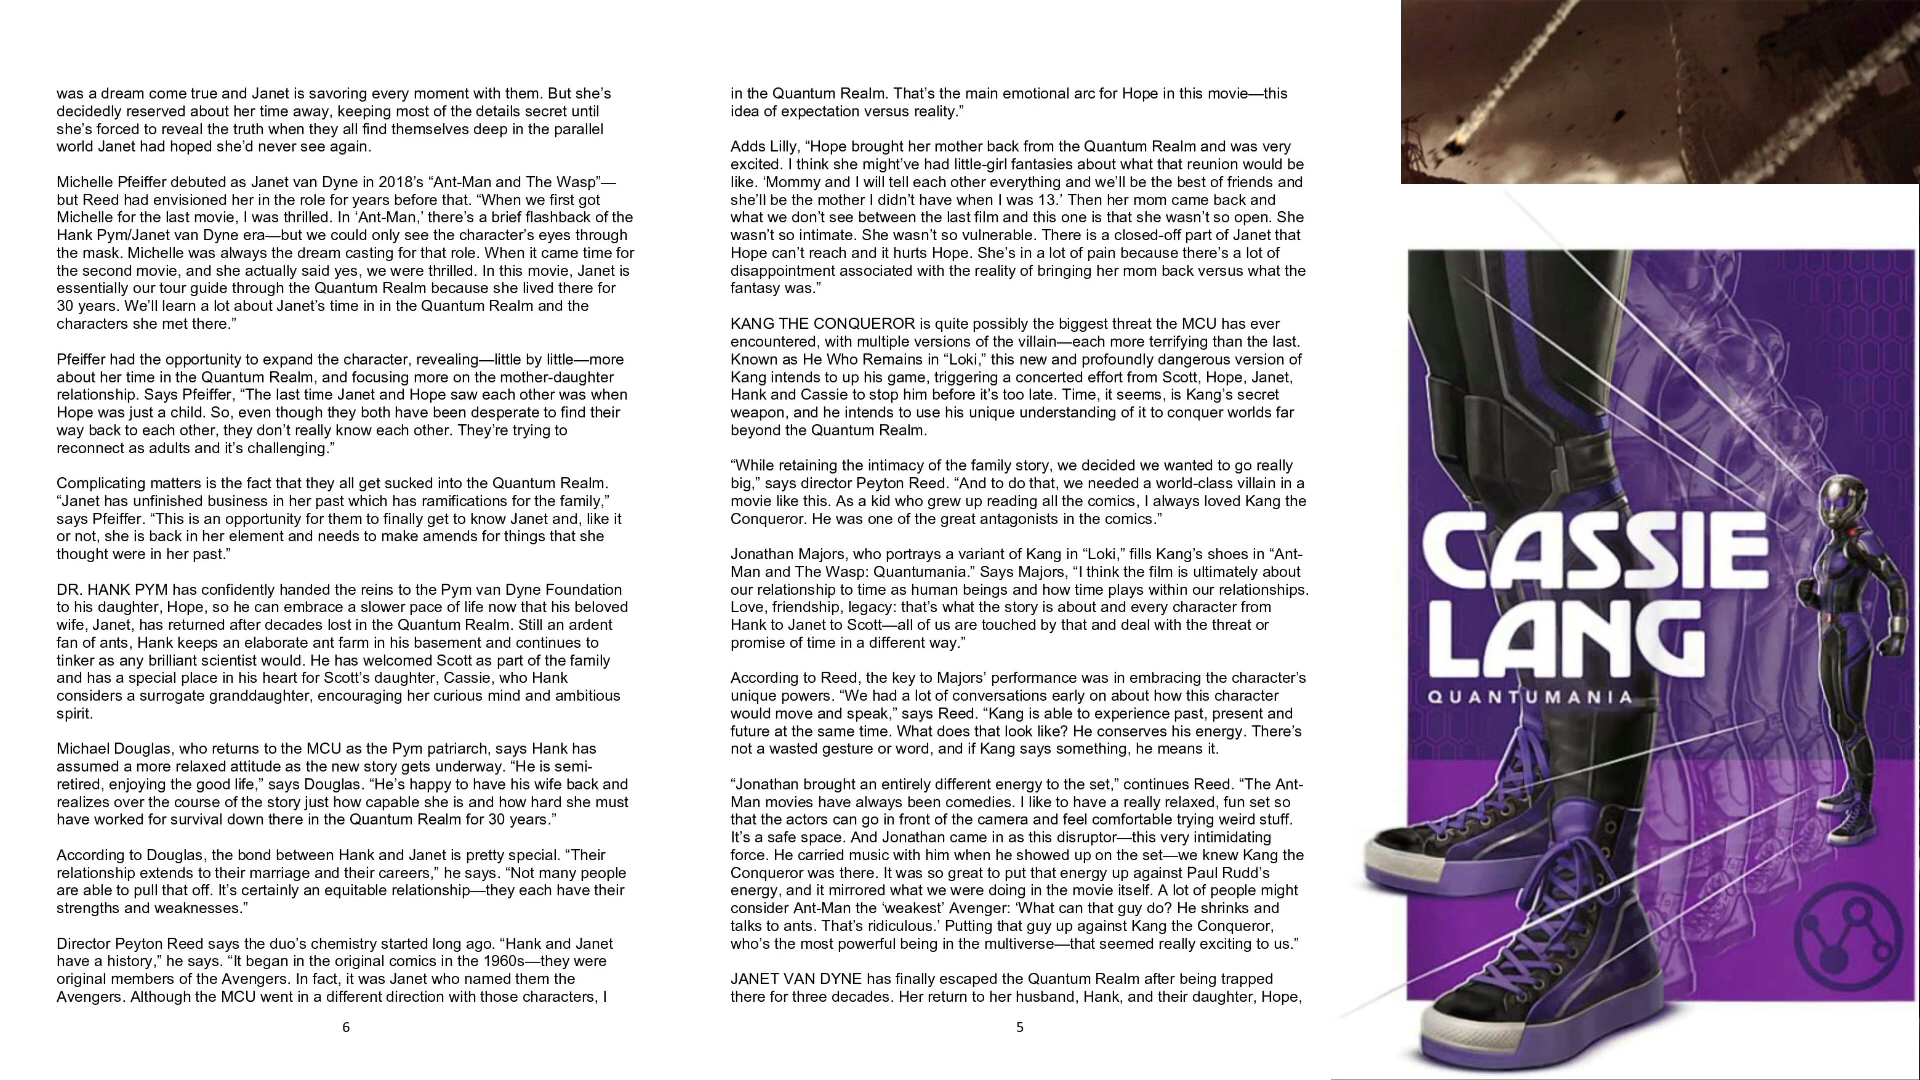 was a dream come true and Janet is savoring every moment with them. But she’s
decidedly reserved about her time away, keeping most of the details secret until
she’s forced to reveal the truth when they all find themselves deep in the parallel
world Janet had hoped she’d never see again.
Michelle Pfeiffer debuted as Janet van Dyne in 2018’s “Ant-Man and The Wasp”—
but Reed had envisioned her in the role for years before that. “When we first got
Michelle for the last movie, I was thrilled. In ‘Ant-Man,’ there’s a brief flashback of the
Hank Pym/Janet van Dyne era—but we could only see the character’s eyes through
the mask. Michelle was always the dream casting for that role. When it came time for
the second movie, and she actually said yes, we were thrilled. In this movie, Janet is
essentially our tour guide through the Quantum Realm because she lived there for
30 years. We’ll learn a lot about Janet’s time in in the Quantum Realm and the
characters she met there.”
Pfeiffer had the opportunity to expand the character, revealing—little by little—more
about her time in the Quantum Realm, and focusing more on the mother-daughter
relationship. Says Pfeiffer, “The last time Janet and Hope saw each other was when
Hope was just a child. So, even though they both have been desperate to find their
way back to each other, they don’t really know each other. They’re trying to
reconnect as adults and it’s challenging.”
Complicating matters is the fact that they all get sucked into the Quantum Realm.
“Janet has unfinished business in her past which has ramifications for the family,”
says Pfeiffer. “This is an opportunity for them to finally get to know Janet and, like it
or not, she is back in her element and needs to make amends for things that she
thought were in her past.”
DR. HANK PYM has confidently handed the reins to the Pym van Dyne Foundation
to his daughter, Hope, so he can embrace a slower pace of life now that his beloved
wife, Janet, has returned after decades lost in the Quantum Realm. Still an ardent
fan of ants, Hank keeps an elaborate ant farm in his basement and continues to
tinker as any brilliant scientist would. He has welcomed Scott as part of the family
and has a special place in his heart for Scott’s daughter, Cassie, who Hank
considers a surrogate granddaughter, encouraging her curious mind and ambitious
spirit.
Michael Douglas, who returns to the MCU as the Pym patriarch, says Hank has
assumed a more relaxed attitude as the new story gets underway. “He is semi-
retired, enjoying the good life,” says Douglas. “He’s happy to have his wife back and
realizes over the course of the story just how capable she is and how hard she must
have worked for survival down there in the Quantum Realm for 30 years.”
According to Douglas, the bond between Hank and Janet is pretty special. “Their
relationship extends to their marriage and their careers,” he says. “Not many people
are able to pull that off. It’s certainly an equitable relationship—they each have their
strengths and weaknesses.”
Director Peyton Reed says the duo’s chemistry started long ago. “Hank and Janet
have a history,” he says. “It began in the original comics in the 1960s—they were
original members of the Avengers. In fact, it was Janet who named them the
Avengers. Although the MCU went in a different direction with those characters, I
6
in the Quantum Realm. That’s the main emotional arc for Hope in this movie—this
idea of expectation versus reality.”
Adds Lilly, “Hope brought her mother back from the Quantum Realm and was very
excited. I think she might’ve had little-girl fantasies about what that reunion would be
like. ‘Mommy and I will tell each other everything and we’ll be the best of friends and
she’ll be the mother I didn’t have when I was 13.’ Then her mom came back and
what we don’t see between the last film and this one is that she wasn’t so open. She
wasn’t so intimate. She wasn’t so vulnerable. There is a closed-off part of Janet that
Hope can’t reach and it hurts Hope. She’s in a lot of pain because there’s a lot of
disappointment associated with the reality of bringing her mom back versus what the
fantasy was.”
KANG THE CONQUEROR is quite possibly the biggest threat the MCU has ever
encountered, with multiple versions of the villain—each more terrifying than the last.
Known as He Who Remains in “Loki,” this new and profoundly dangerous version of
Kang intends to up his game, triggering a concerted effort from Scott, Hope, Janet,
Hank and Cassie to stop him before it’s too late. Time, it seems, is Kang’s secret
weapon, and he intends to use his unique understanding of it to conquer worlds far
beyond the Quantum Realm.
“While retaining the intimacy of the family story, we decided we wanted to go really
big,” says director Peyton Reed. “And to do that, we needed a world-class villain in a
movie like this. As a kid who grew up reading all the comics, I always loved Kang the
Conqueror. He was one of the great antagonists in the comics.”
Jonathan Majors, who portrays a variant of Kang in “Loki,” fills Kang’s shoes in “Ant-
Man and The Wasp: Quantumania.” Says Majors, “I think the film is ultimately about
our relationship to time as human beings and how time plays within our relationships.
Love, friendship, legacy: that’s what the story is about and every character from
Hank to Janet to Scott—all of us are touched by that and deal with the threat or
promise of time in a different way.”
According to Reed, the key to Majors’ performance was in embracing the character’s
unique powers. “We had a lot of conversations early on about how this character
would move and speak,” says Reed. “Kang is able to experience past, present and
future at the same time. What does that look like? He conserves his energy. There’s
not a wasted gesture or word, and if Kang says something, he means it.
“Jonathan brought an entirely different energy to the set,” continues Reed. “The Ant-
Man movies have always been comedies. I like to have a really relaxed, fun set so
that the actors can go in front of the camera and feel comfortable trying weird stuff.
It’s a safe space. And Jonathan came in as this disruptor—this very intimidating
force. He carried music with him when he showed up on the set—we knew Kang the
Conqueror was there. It was so great to put that energy up against Paul Rudd’s
energy, and it mirrored what we were doing in the movie itself. A lot of people might
consider Ant-Man the ‘weakest’ Avenger: ‘What can that guy do? He shrinks and
talks to ants. That’s ridiculous.’ Putting that guy up against Kang the Conqueror,
who’s the most powerful being in the multiverse—that seemed really exciting to us.”
JANET VAN DYNE has finally escaped the Quantum Realm after being trapped
there for three decades. Her return to her husband, Hank, and their daughter, Hope,
5
CASSIE
LANG
QUANTUMANIA